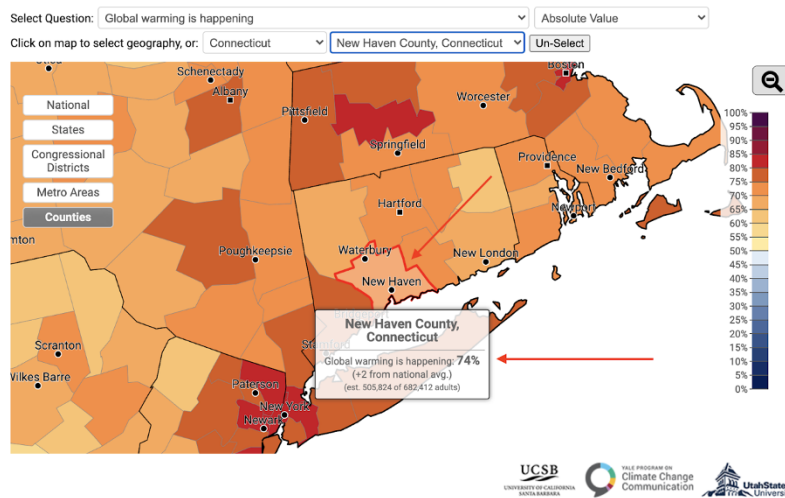 Select Question: Global warming is happening Absolute Value
Click on map to select geography, or: Connecticut New Haven County, Connecticut Un-Select
Boston
Schenectady
Albany
National
Pittsfield
Worcester
100%
95%
90%
85%
80%
75%
70%
65%
60%
55%
50%
45%
40%
35%
30%
25%
20%
15%
10%
5%
0%
States
Springfield
Congressional
Districts
Providence
New Bedford
Metro Areas
Hartford
Newport
Counties
Waterbury
Poughkeepsie
New London
New Haven
New Haven County,
Connecticut
Scranton
Global warming is happening: 74%
(+2 from national avg.)
(est. 505,824 of 682,412 adults)
Wilkes Barre
Paterson
New York
Newark
UCSB
UNIVERSITY OF CALIFORNIA
SANTA BARBARA
YALE PROGRAM ON
Climate Change
Communication
UtahState
Univers